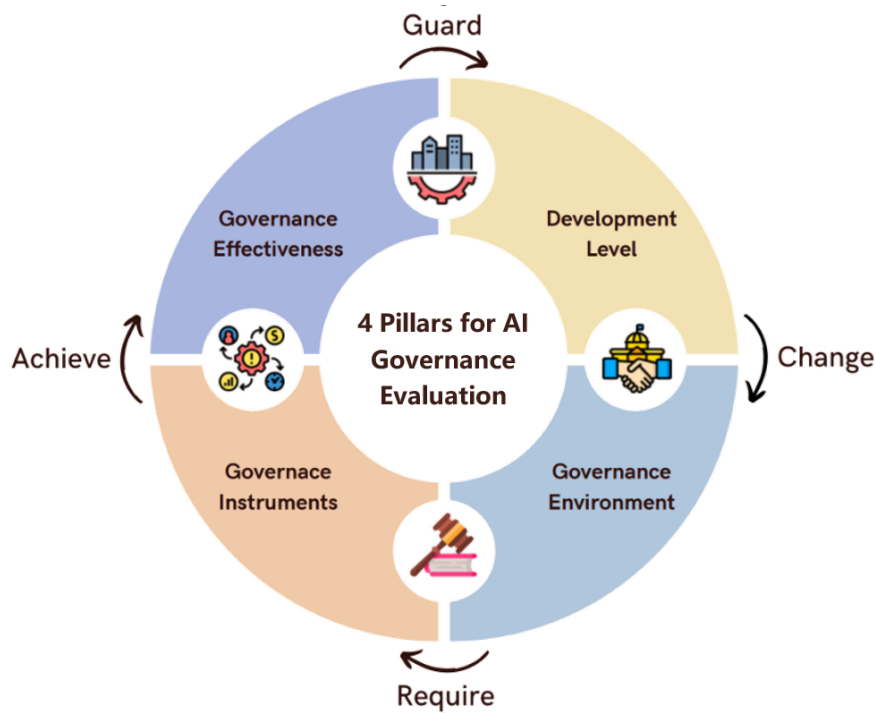 Guard
Governance
Effectiveness
Development
Level
4 Pillars for AI
Governance
Evaluation
Achieve
Change
Governace
Instruments
Governance
Environment
Require